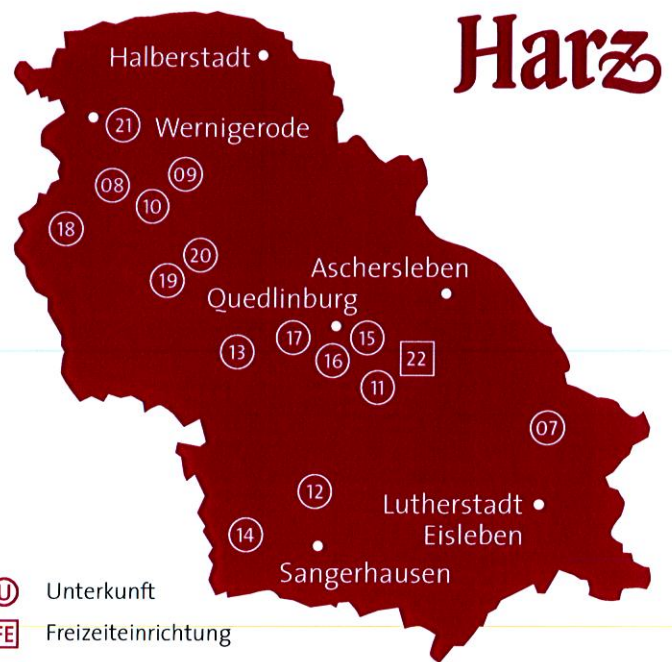 Harz
Halberstadt
21 Wernigerode
09
08
10
18
20
19
Aschersleben
Quedlinburg
17
15
13
16
22
11
07
12
Lutherstadt
Eisleben
14
Sangerhausen
U Unterkunft
FE Freizeiteinrichtung